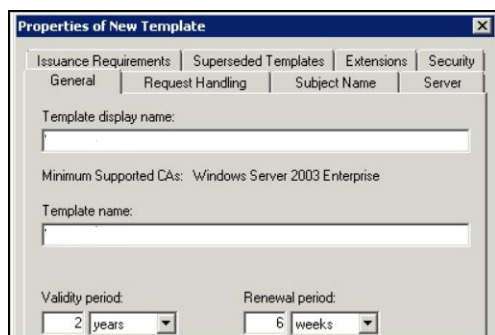 Properties of New Template
Issuance Requirements Superseded Templates Extensions Security
General Request Handling Subject Name Server
Template display name:
Minimum Supported CAs: Windows Server 2003 Enterprise
Template name:
Validity period: Renewal period:
2 years 6 weeks